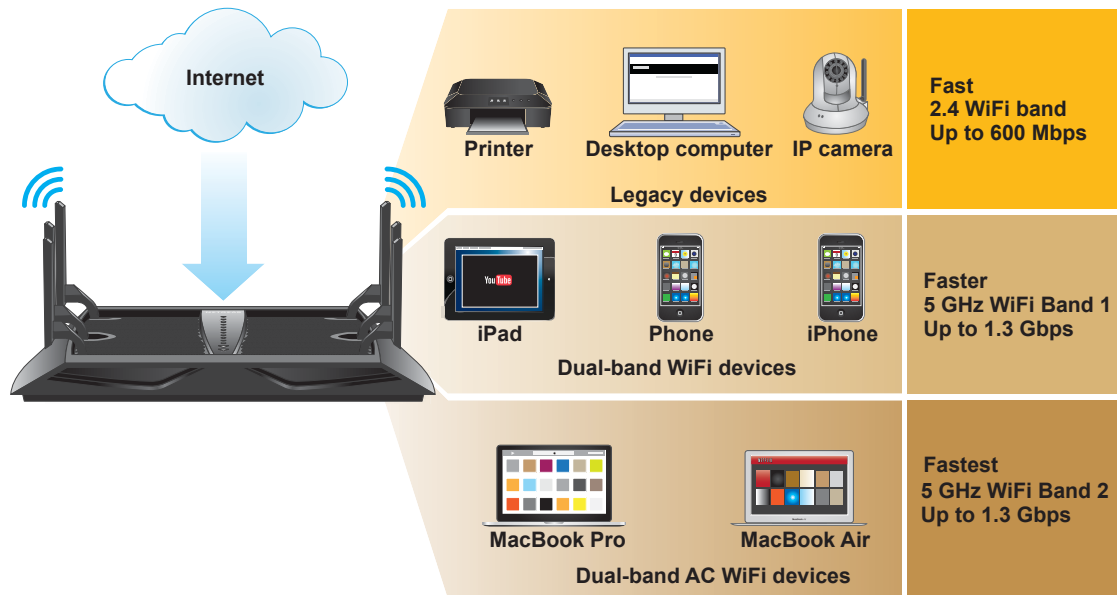 Internet
Printer
Desktop computer
IP camera
Legacy devices
Fast
2.4 WiFi band
Up to 600 Mbps
You Tube
iPad
Phone
iPhone
Dual-band WiFi devices
Faster
5 GHz WiFi Band 1
Up to 1.3 Gbps
MacBook Pro
MacBook Air
Dual-band AC WiFi devices
Fastest
5 GHz WiFi Band 2
Up to 1.3 Gbps